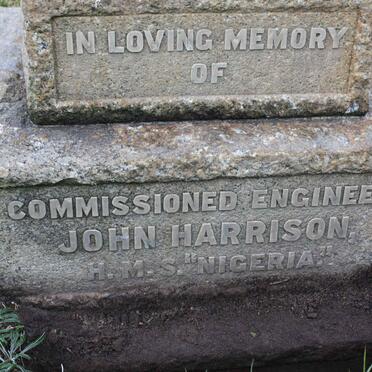 IN LOVING MEMORY
OF
COMMISSIONED ENGINEE
JOHN HARRISON,
H.M.S. "NIGERIA."